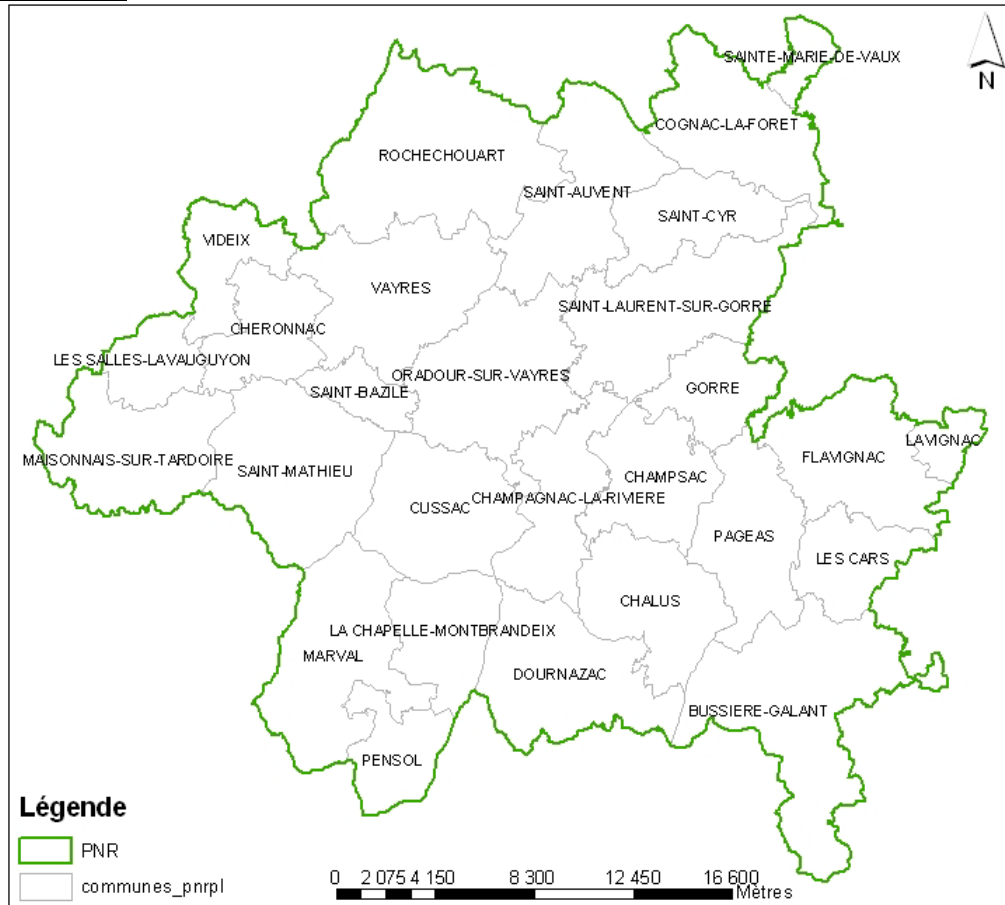 SAINTE-MARIE-DE-VAUX
N
COGNAC-LA-FORET
ROCHECHOUART
SAINT-AUVENT
SAINT-CYR
VIDEIX
VAYRES
SAINT-LAURENT-SUR-GORRE
CHERONNAC
LES SALLES-LAVAUGUYON
ORADOUR-SUR-VAYRES
SAINT-BAZILE
GORRE
LAVIGNAC
FLAVIGNAC
MAISONNAIS-SUR-TARDOIRE
SAINT-MATHIEU
CHAMPSAC
CHAMPAGNAC-LA-RIVIERE
CUSSAC
PAGEAS
LES CARS
CHALUS
LA CHAPELLE-MONTBRANDEIX
MARVAL
DOURNAZAC
BUSSIERE-GALANT
PENSOL
Légende
PNR
communes_pnrpl
0 2 075 4 150 8 300 12 450 16 600
Mètres